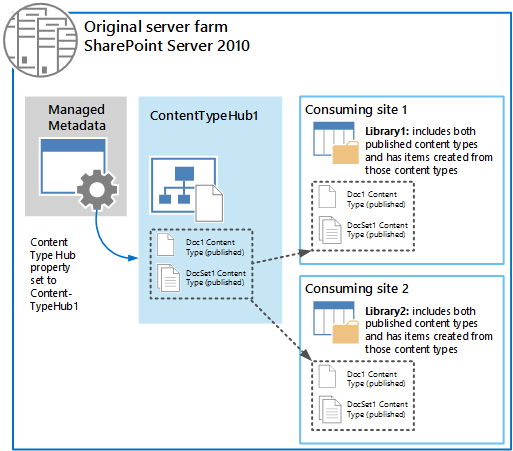 Original server farm
SharePoint Server 2010
Managed
Metadata
Content
Type Hub
property
set to
Content-
TypeHub1
ContentTypeHub1
Doc1 Content
Type (published)
DocSet1 Content
Type (published)
Consuming site 1
Library1: includes both
published content types
and has items created from
those content types
Doc1 Content
Type (published)
DocSet1 Content
Type (published)
Consuming site 2
Library2: includes both
published content types
and has items created from
those content types
Doc1 Content
Type (published)
DocSet1 Content
Type (published)